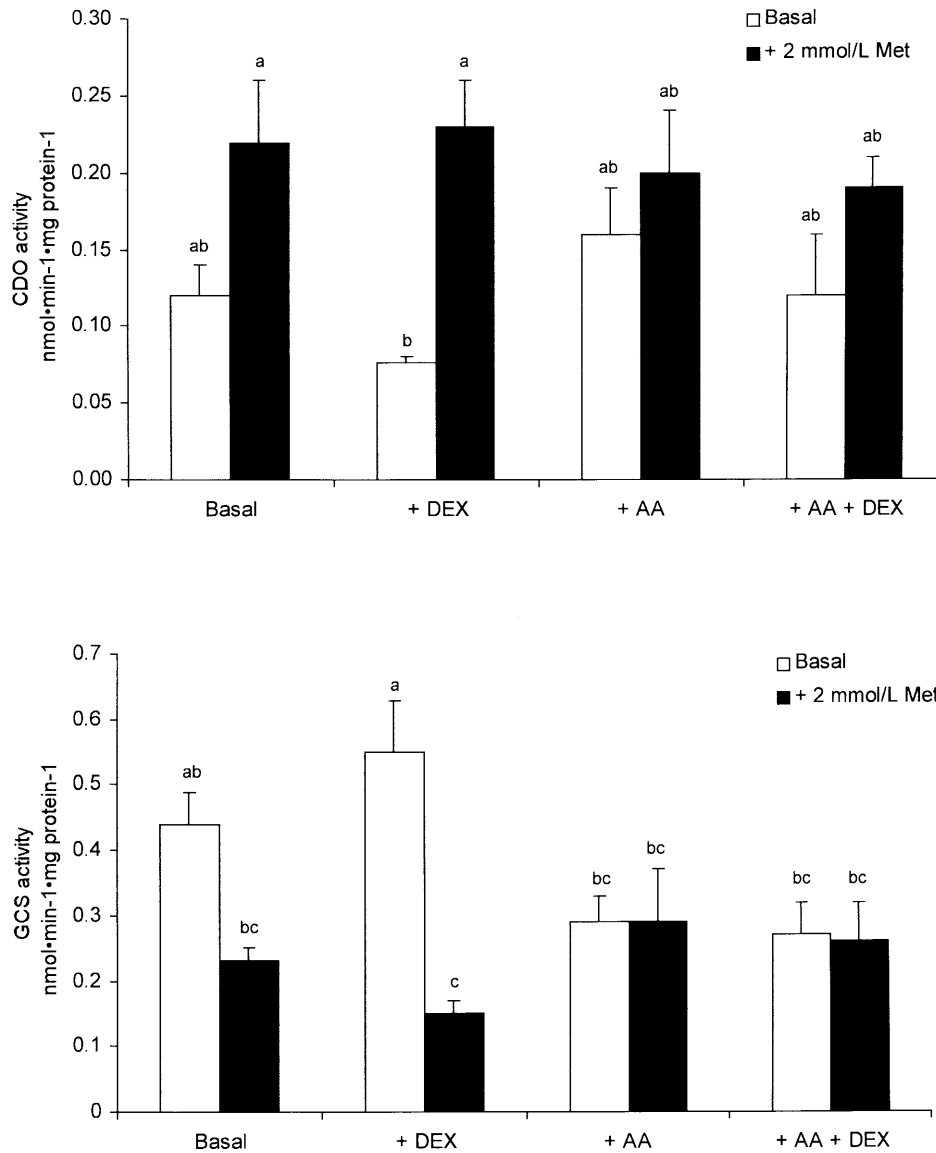 0.30
0.25
0.20
0.15
0.10
0.05
0.00
CDO activity
nmol•min-1•mg protein-1
Basal
+ 2 mmol/L Met
ab
a
b
a
ab
ab
ab
ab
Basal
+ DEX
+ AA
+ AA + DEX
0.7
0.6
0.5
0.4
0.3
0.2
0.1
0
GCS activity
nmol•min-1•mg protein-1
Basal
+ 2 mmol/L Met
ab
bc
a
c
bc
bc
bc
bc
Basal
+ DEX
+ AA
+ AA + DEX